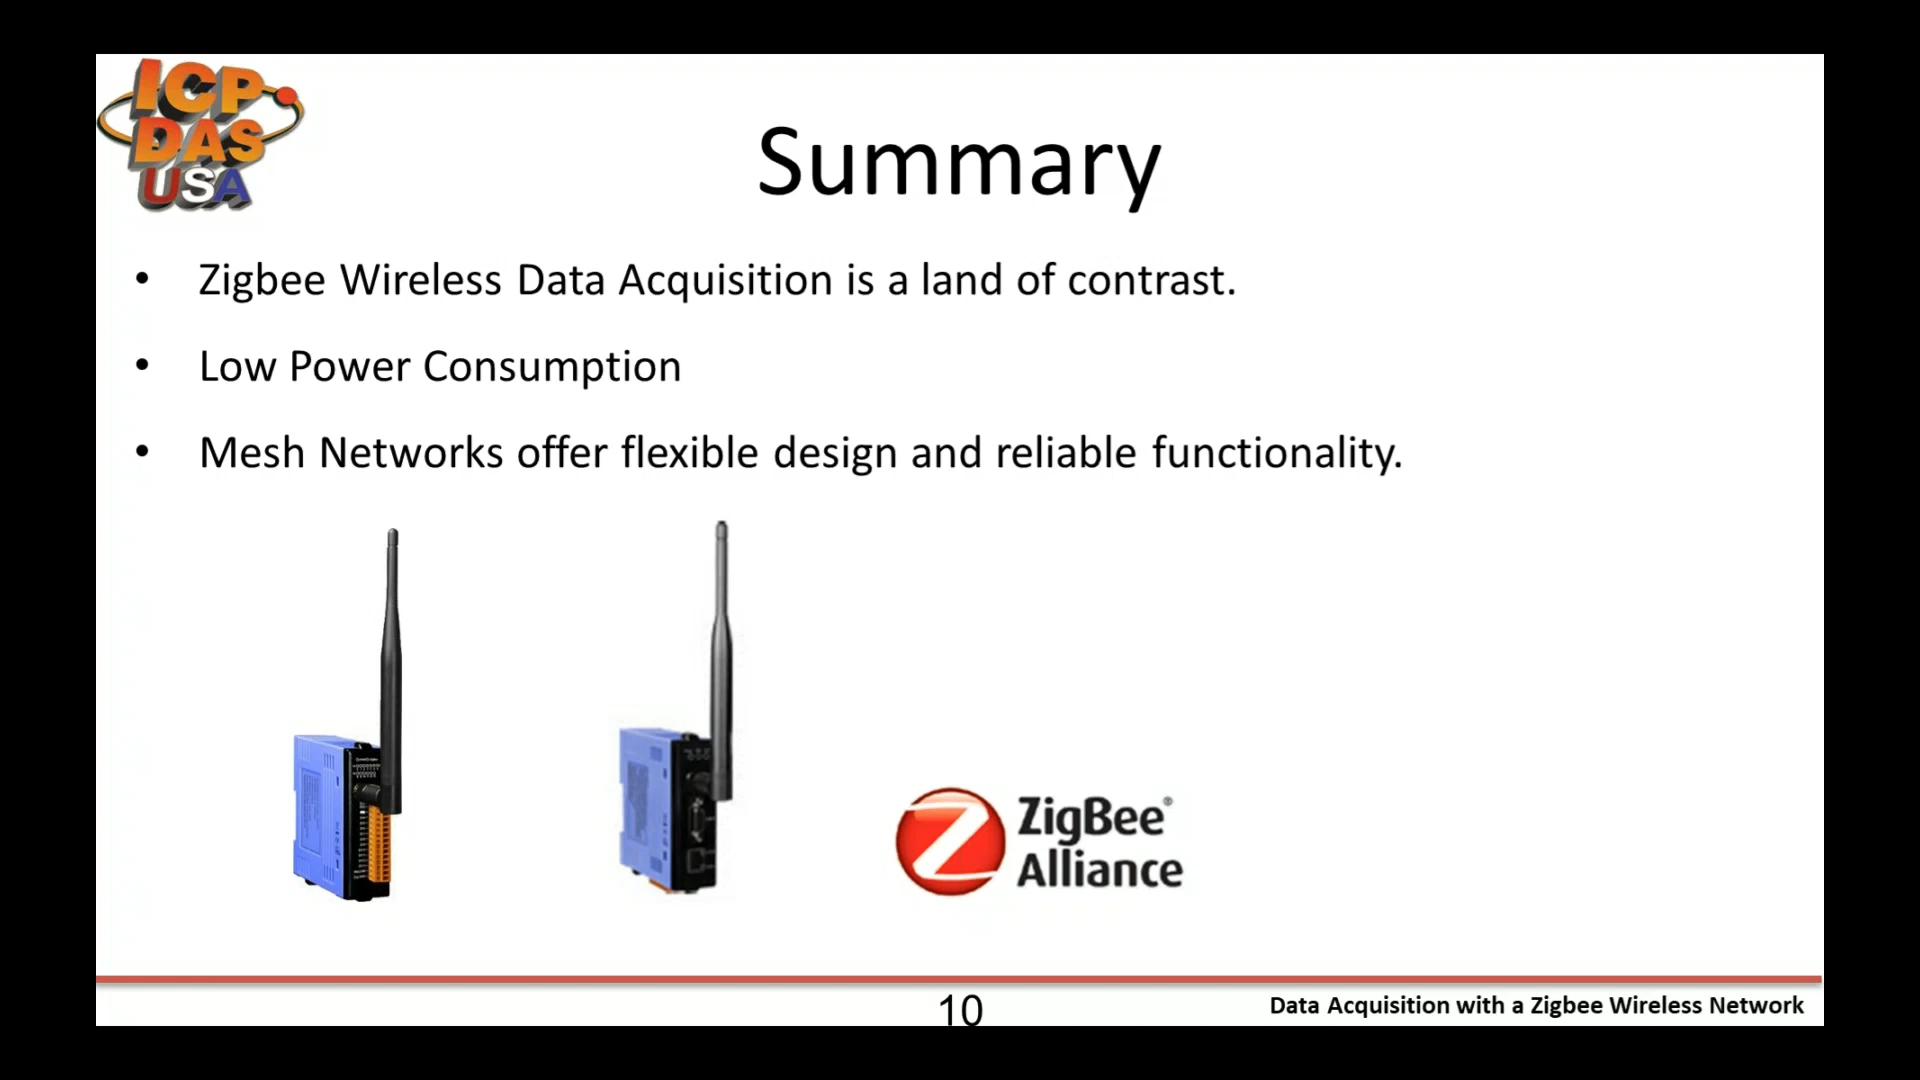 ICP
DAS
USA
Summary
• Zigbee Wireless Data Acquisition is a land of contrast.
• Low Power Consumption
• Mesh Networks offer flexible design and reliable functionality.
ZigBee®
Alliance
10
Data Acquisition with a Zigbee Wireless Network